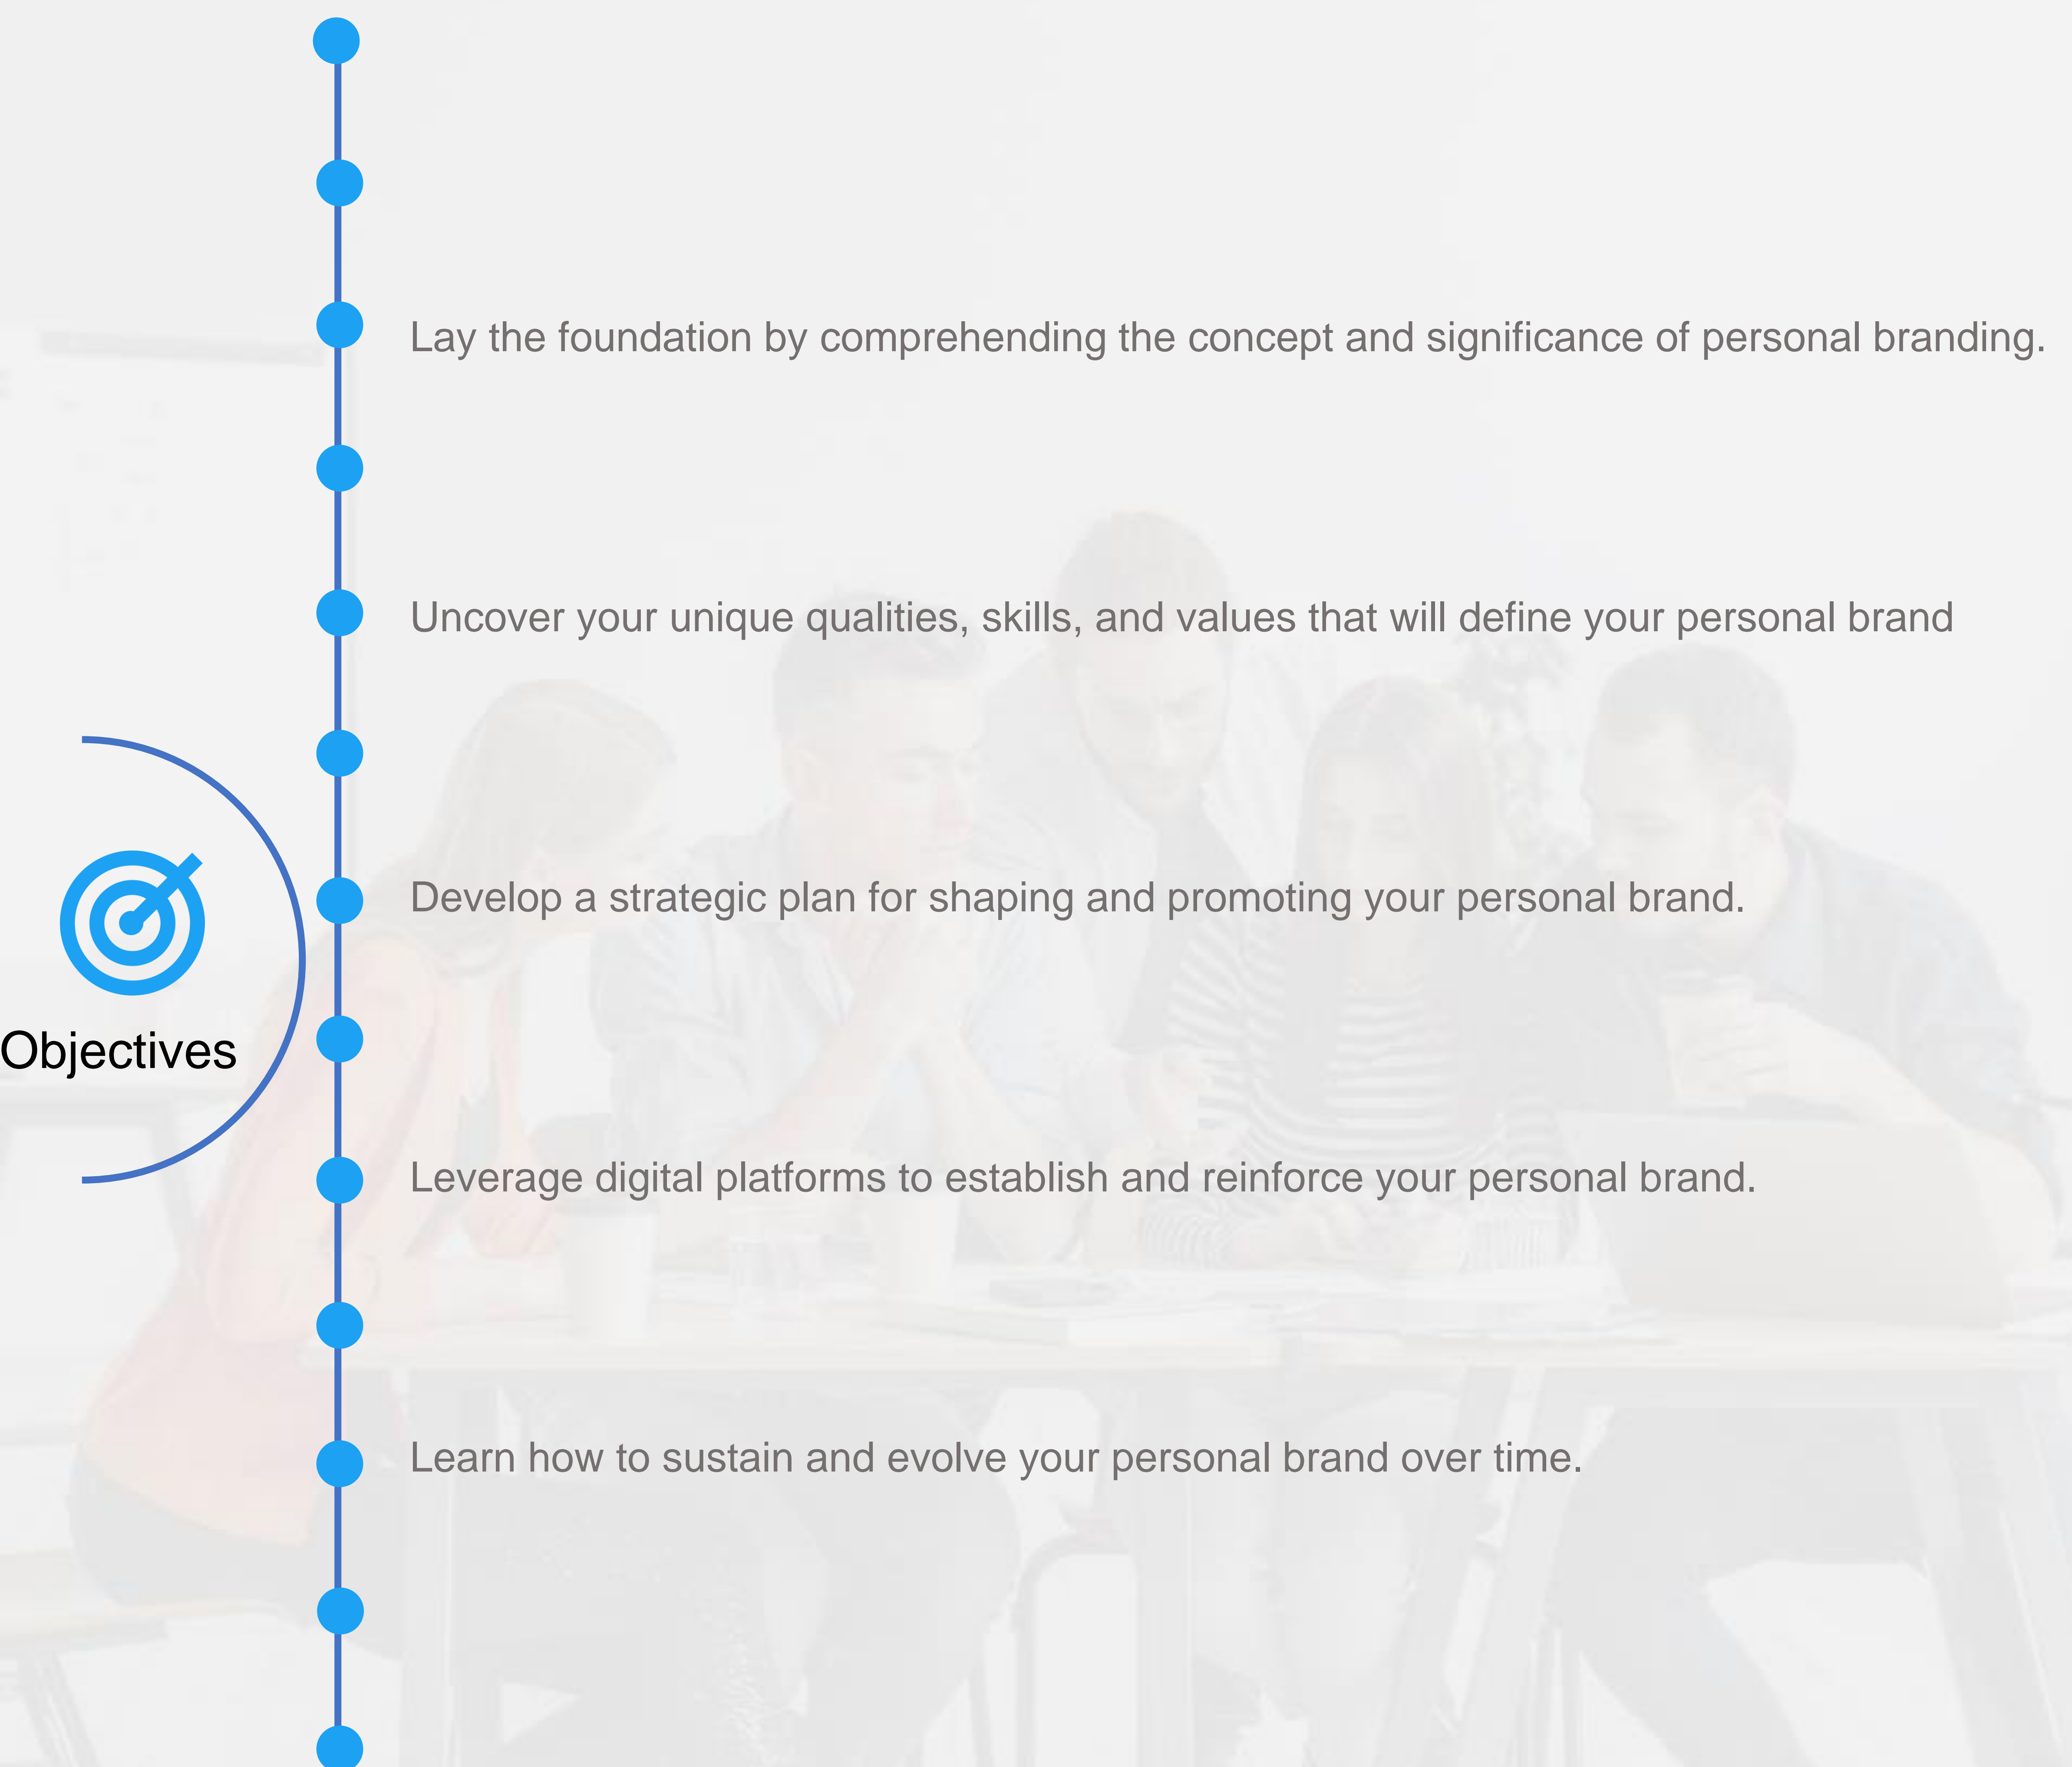 Lay the foundation by comprehending the concept and significance of personal branding.
Uncover your unique qualities, skills, and values that will define your personal brand
Develop a strategic plan for shaping and promoting your personal brand.
Objectives
Leverage digital platforms to establish and reinforce your personal brand.
Learn how to sustain and evolve your personal brand over time.